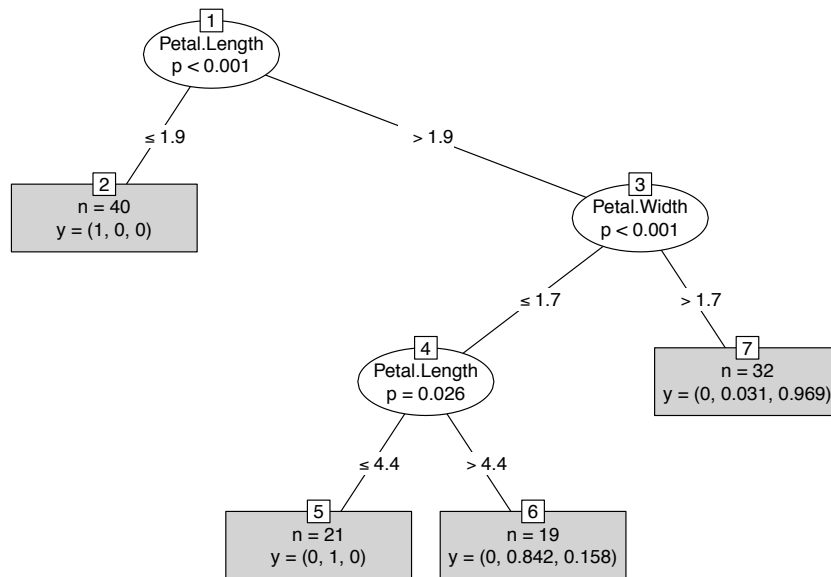 1
Petal.Length
p < 0.001
≤ 1.9
> 1.9
2
n = 40
y = (1, 0, 0)
3
Petal.Width
p < 0.001
≤ 1.7
> 1.7
4
Petal.Length
p = 0.026
7
n = 32
y = (0, 0.031, 0.969)
≤ 4.4
> 4.4
5
n = 21
y = (0, 1, 0)
6
n = 19
y = (0, 0.842, 0.158)